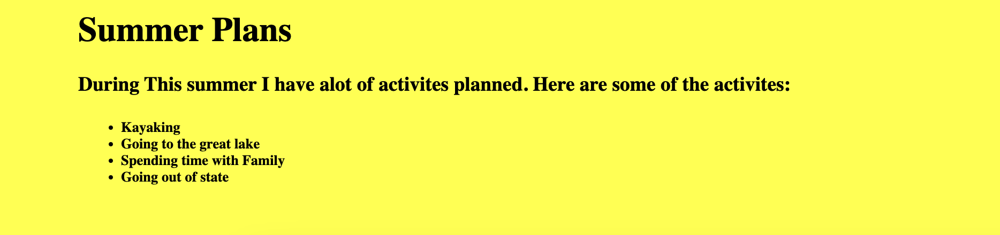 Summer Plans
During This summer I have alot of activites planned. Here are some of the activites:
• Kayaking
• Going to the great lake
• Spending time with Family
• Going out of state